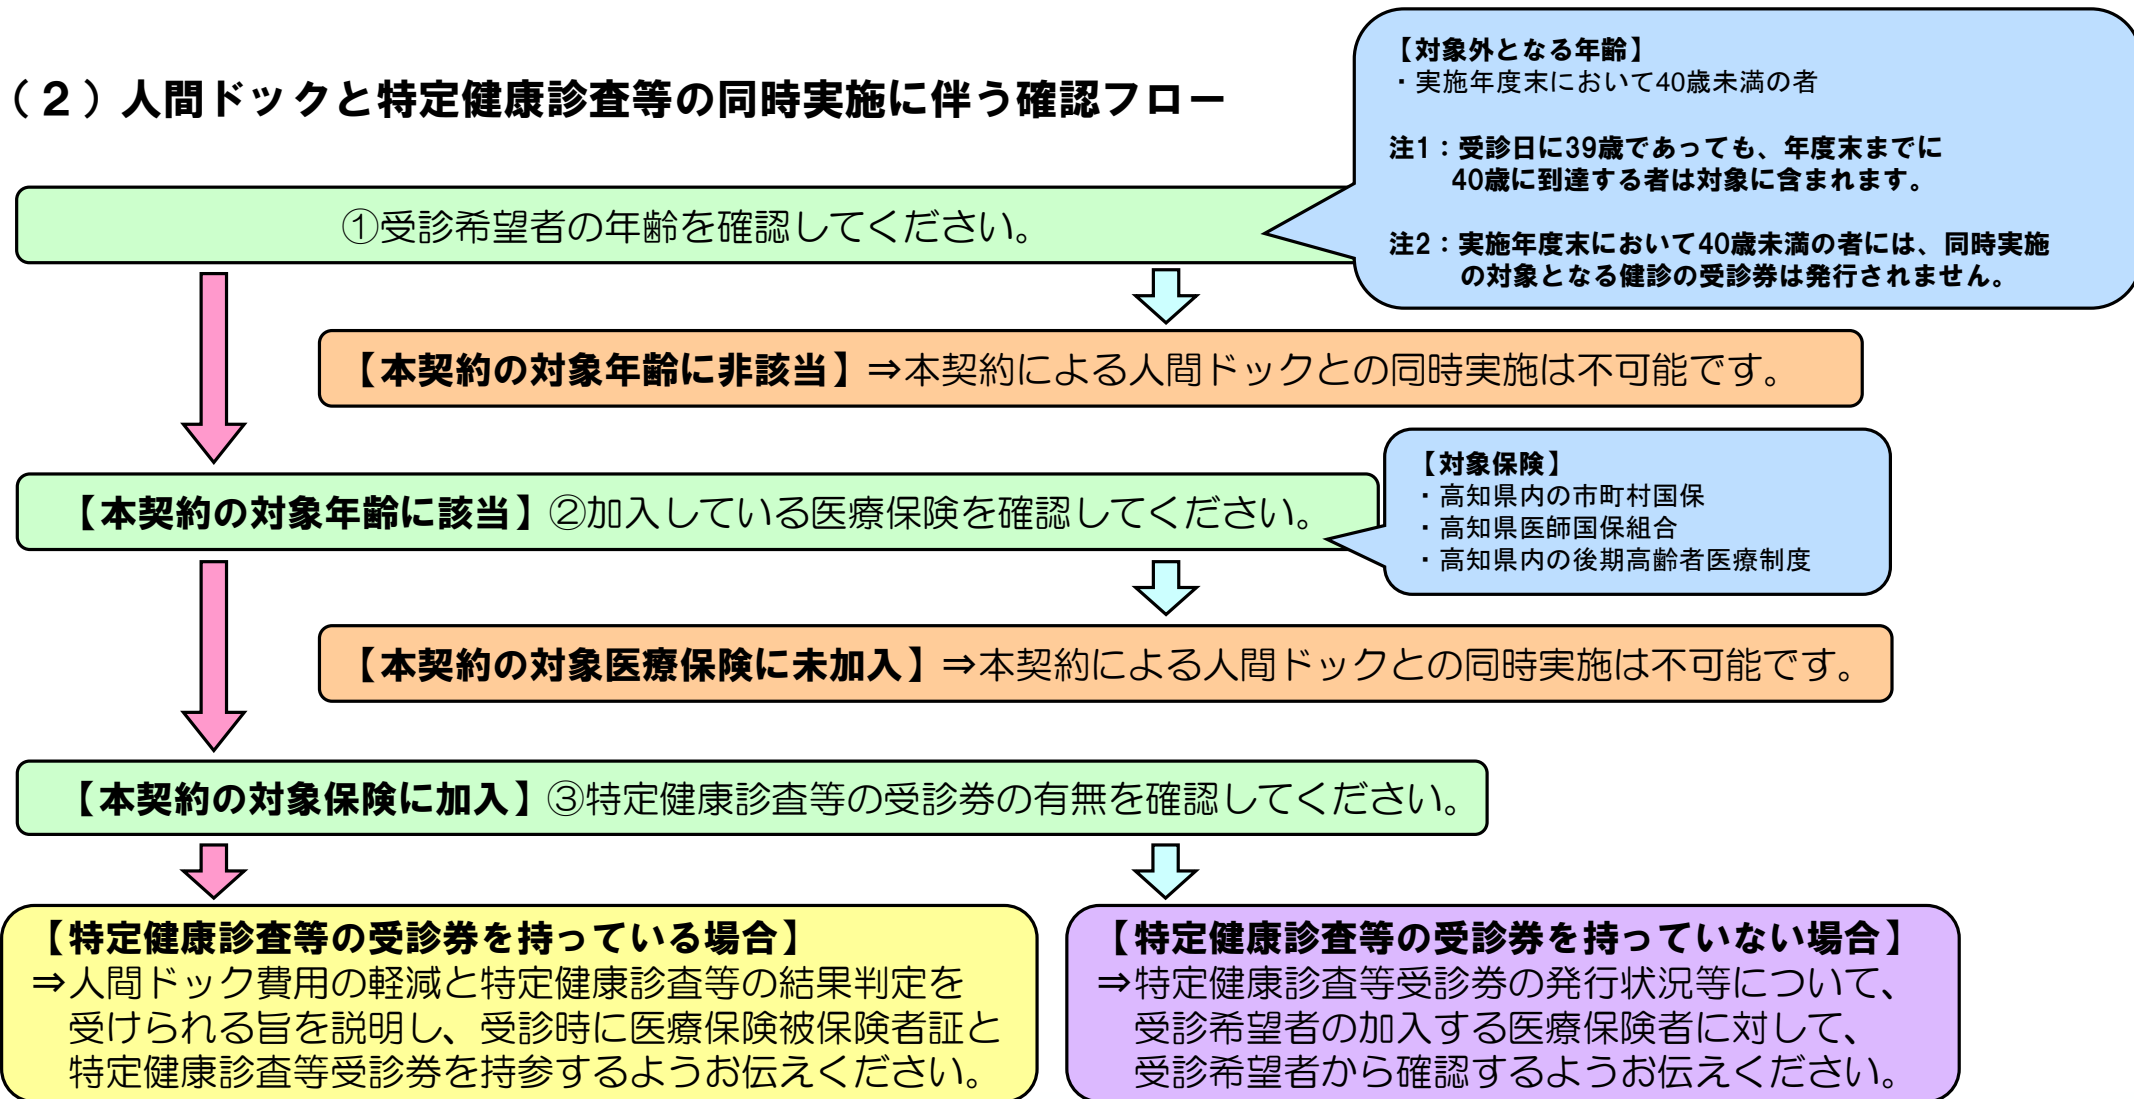 （２）人間ドックと特定健康診査等の同時実施に伴う確認フロー
【対象外となる年齢】
・実施年度末において40歳未満の者
注1：受診日に39歳であっても、年度末までに
40歳に到達する者は対象に含まれます。
注2：実施年度末において40歳未満の者には、同時実施
の対象となる健診の受診券は発行されません。
①受診希望者の年齢を確認してください。
【本契約の対象年齢に非該当】⇒本契約による人間ドックとの同時実施は不可能です。
【本契約の対象年齢に該当】②加入している医療保険を確認してください。
【対象保険】
・高知県内の市町村国保
・高知県医師国保組合
・高知県内の後期高齢者医療制度
【本契約の対象医療保険に未加入】⇒本契約による人間ドックとの同時実施は不可能です。
【本契約の対象保険に加入】③特定健康診査等の受診券の有無を確認してください。
【特定健康診査等の受診券を持っている場合】
⇒人間ドック費用の軽減と特定健康診査等の結果判定を
受けられる旨を説明し、受診時に医療保険被保険者証と
特定健康診査等受診券を持参するようお伝えください。
【特定健康診査等の受診券を持っていない場合】
⇒特定健康診査等受診券の発行状況等について、
受診希望者の加入する医療保険者に対して、
受診希望者から確認するようお伝えください。